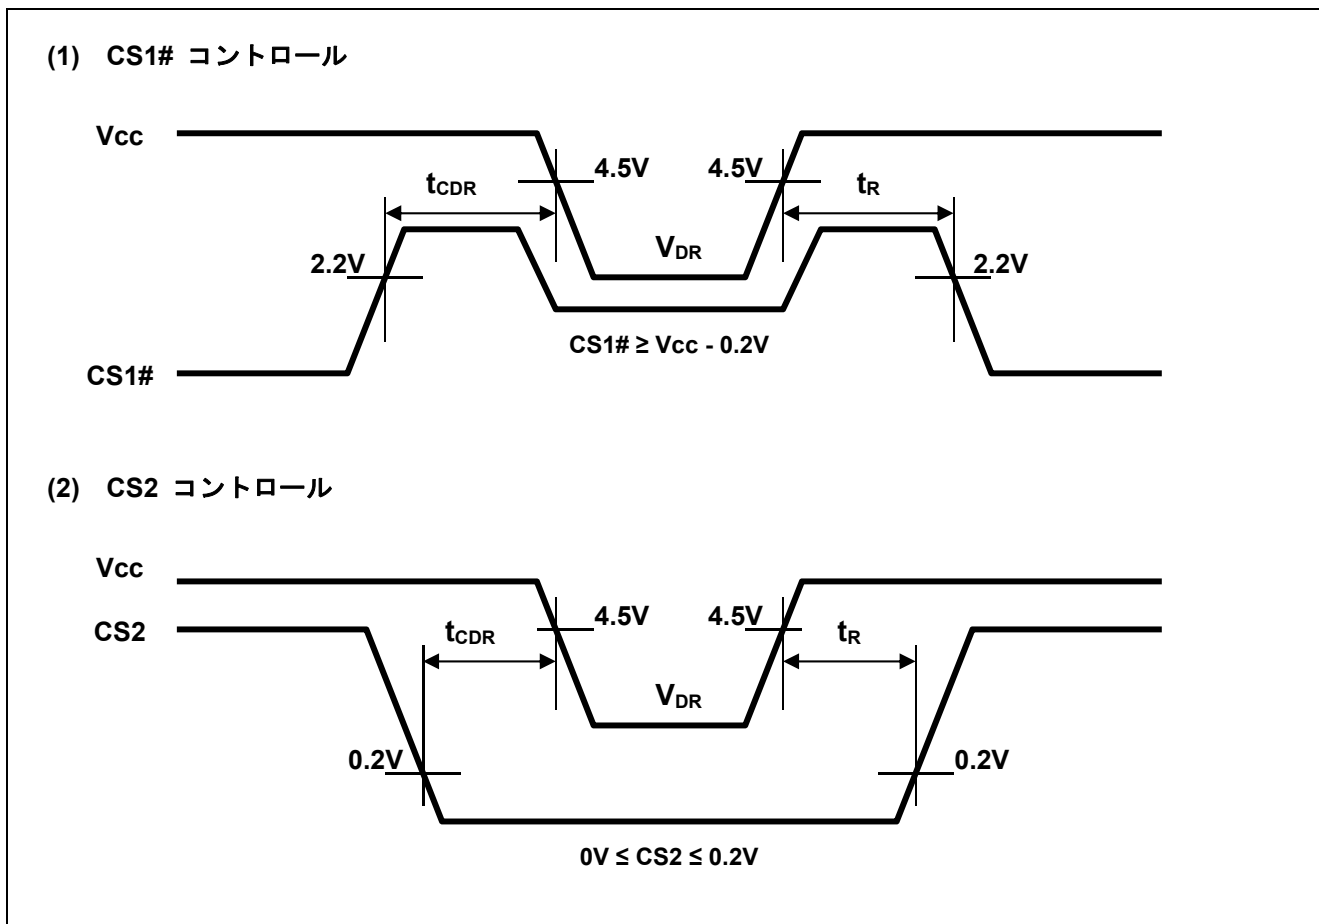 (1) CS1# コントロール
Vcc
4.5V
4.5V
tCDR
tR
VDR
2.2V
2.2V
CS1# ≥ Vcc - 0.2V
CS1#
(2) CS2 コントロール
Vcc
CS2
4.5V
4.5V
tCDR
tR
VDR
0.2V
0.2V
0V ≤ CS2 ≤ 0.2V